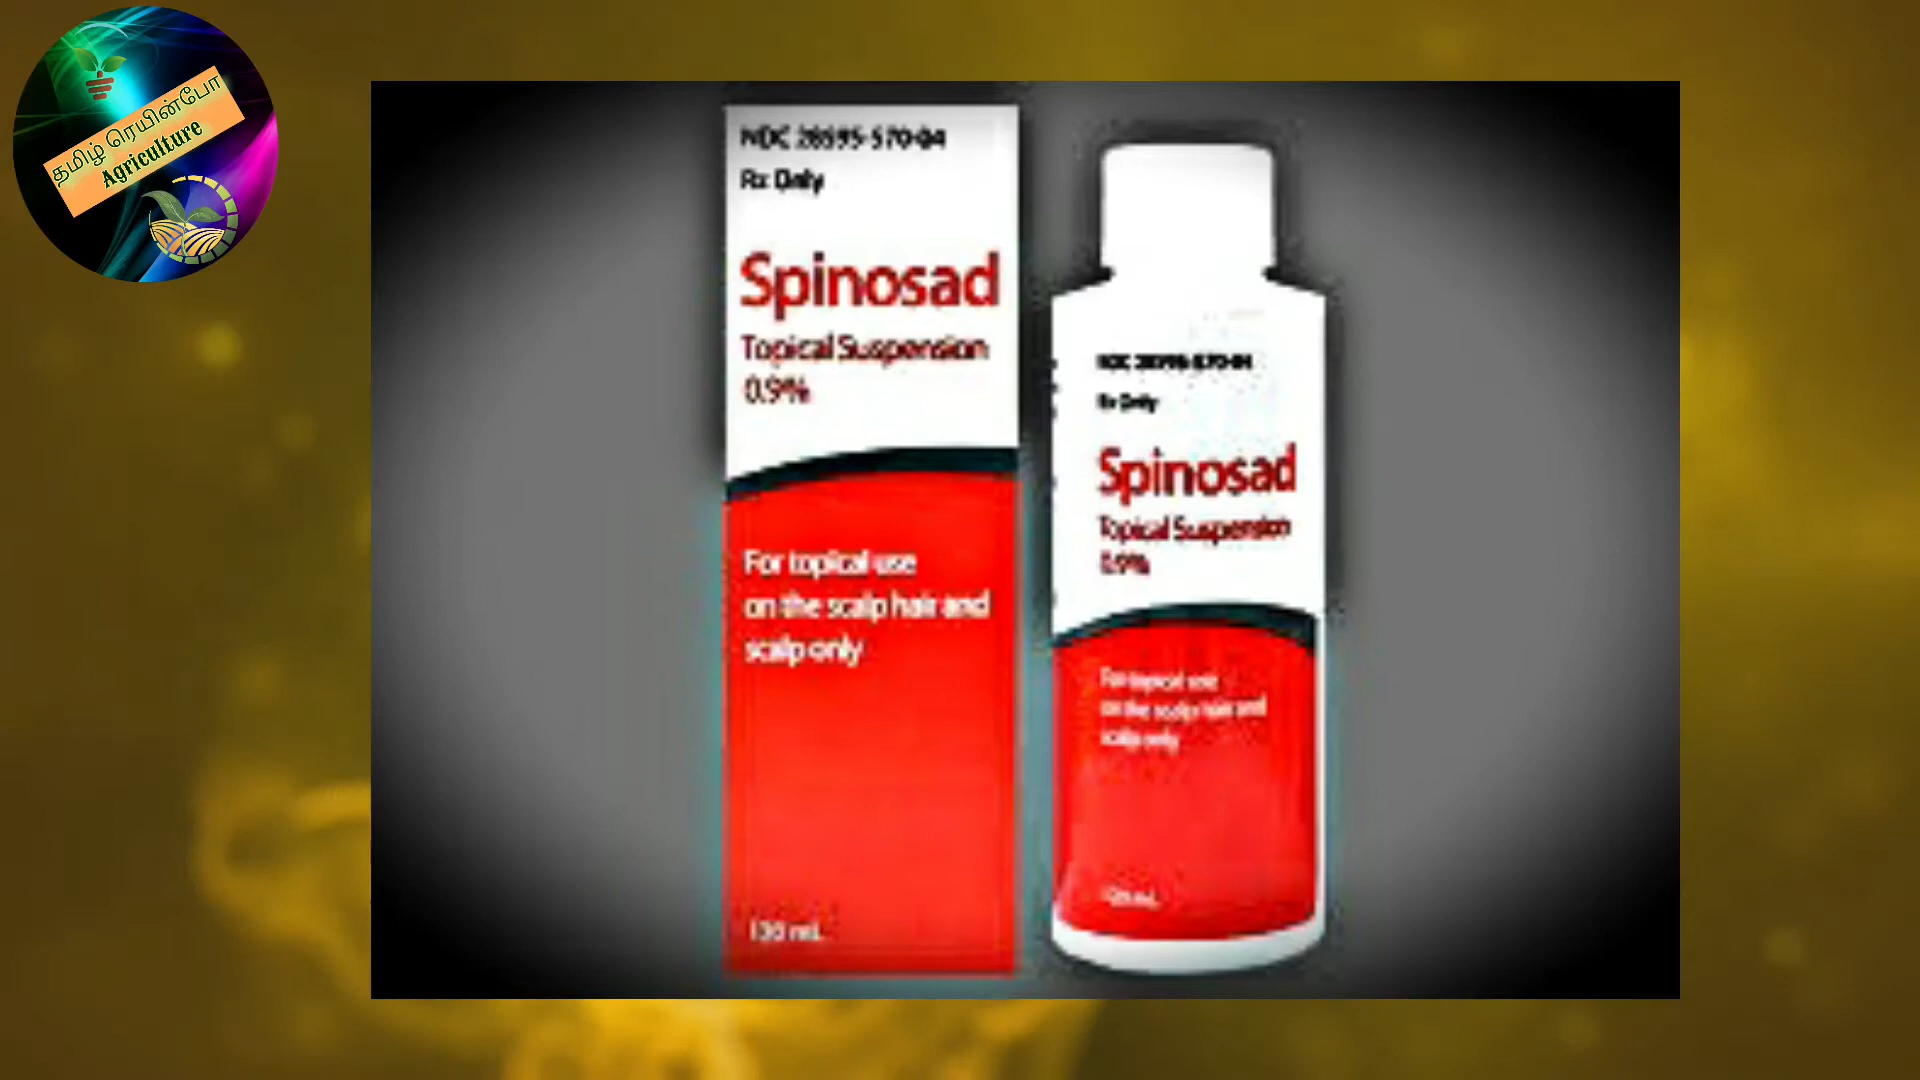 தமிழ் ரெயின்போ
Agriculture
NDC 28595-570-04
Rx Only
Spinosad
Topical Suspension
0.9%
For topical use
on the scalp hair and
scalp only
Rx Only
Spinosad
Topical Suspension
0.9%
For topical use
on the scalp hair and
scalp only